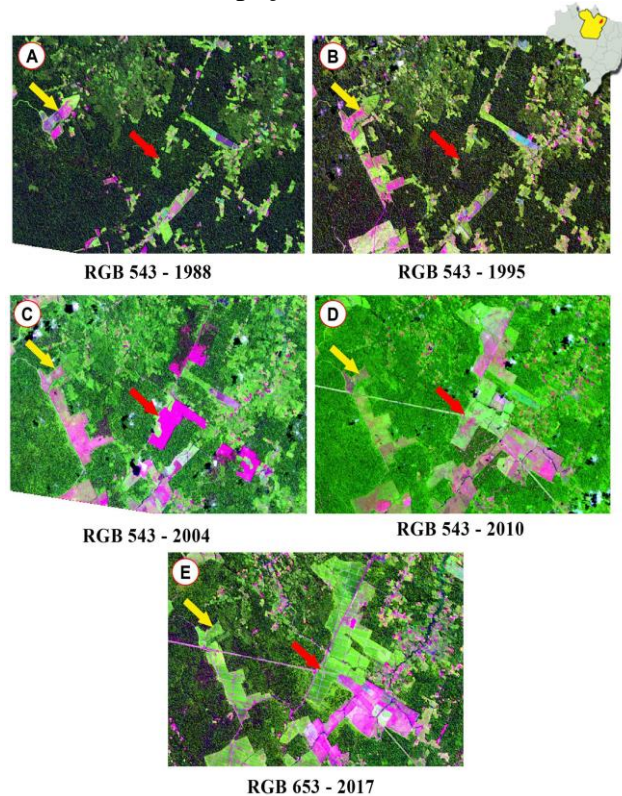 A
B
RGB 543 - 1988
RGB 543 - 1995
C
D
RGB 543 - 2004
RGB 543 - 2010
E
RGB 653 - 2017